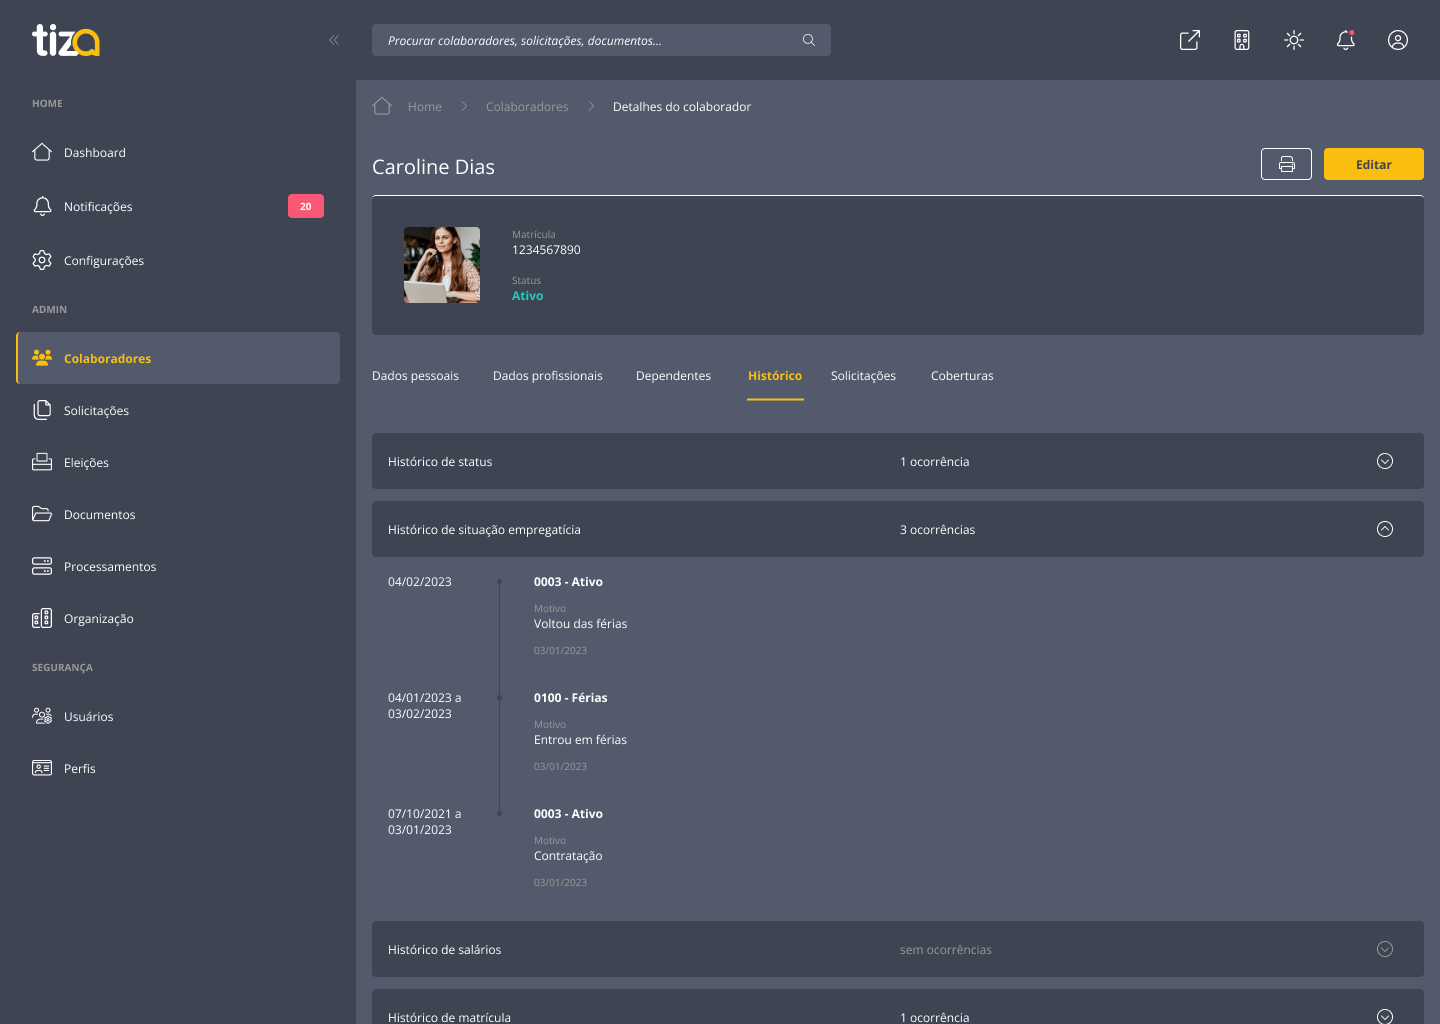 tiza
Procurar colaboradores, solicitações, documentos...
HOME
Dashboard
Notificações
20
Configurações
ADMIN
Colaboradores
Solicitações
Eleições
Documentos
Processamentos
Organização
SEGURANÇA
Usuários
Perfis
Home
Colaboradores
Detalhes do colaborador
Caroline Dias
Editar
Matrícula
1234567890
Status
Ativo
Dados pessoais
Dados profissionais
Dependentes
Histórico
Solicitações
Coberturas
Histórico de status
1 ocorrência
Histórico de situação empregatícia
3 ocorrências
04/02/2023
0003 - Ativo
Motivo
Voltou das férias
03/01/2023
04/01/2023 a
03/02/2023
0100 - Férias
Motivo
Entrou em férias
03/01/2023
07/10/2021 a
03/01/2023
0003 - Ativo
Motivo
Contratação
03/01/2023
Histórico de salários
sem ocorrências
Histórico de matrícula
1 ocorrência